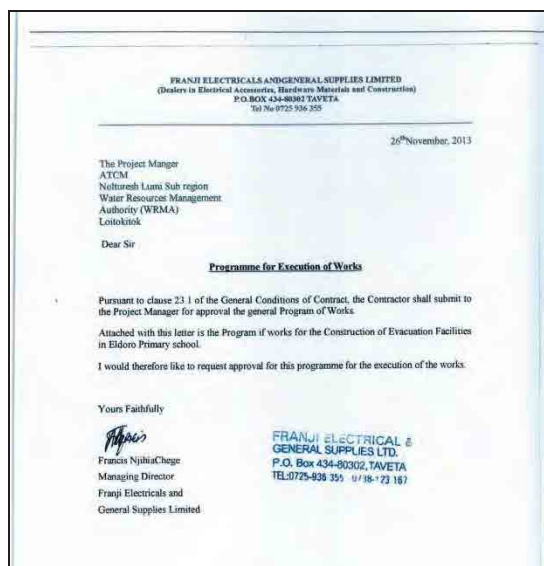 FRANJI ELECTRICALS ANDGENERAL SUPPLIES LIMITED
(Dealers in Electrical Accessories, Hardware Materials and Construction)
P.O.BOX 434-80302 TAVETA
Tel No 0725 936 355
26thNovember, 2013
The Project Manger
ATCM
Nolturesh Lumi Sub region
Water Resources Management
Authority (WRMA)
Loitokitok
Dear Sir
Programme for Execution of Works
Pursuant to clause 23.1 of the General Conditions of Contract, the Contractor shall submit to
the Project Manager for approval the general Program of Works.
Attached with this letter is the Program if works for the Construction of Evacuation Facilities
in Eldoro Primary school.
I would therefore like to request approval for this programme for the execution of the works.
Yours Faithfully
Francis NjihiaChege
Managing Director
Franji Electricals and
General Supplies Limited
FRANJI ELECTRICAL &
GENERAL SUPPLIES LTD.
P.O. Box 434-80302, TAVETA
TEL:0725-936 355